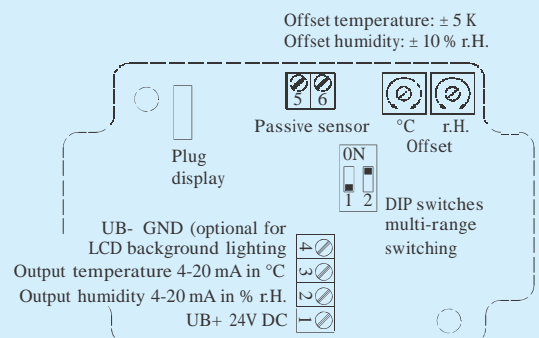 Offset temperature: ± 5 K
Offset humidity: ± 10 % r.H.
5 6
Passive sensor
°C r.H.
Offset
Plug
display
0N
1 2
DIP switches
multi-range
switching
UB- GND (optional for
LCD background lighting
4
Output temperature 4-20 mA in °C
3
Output humidity 4-20 mA in % r.H.
2
UB+ 24V DC
1